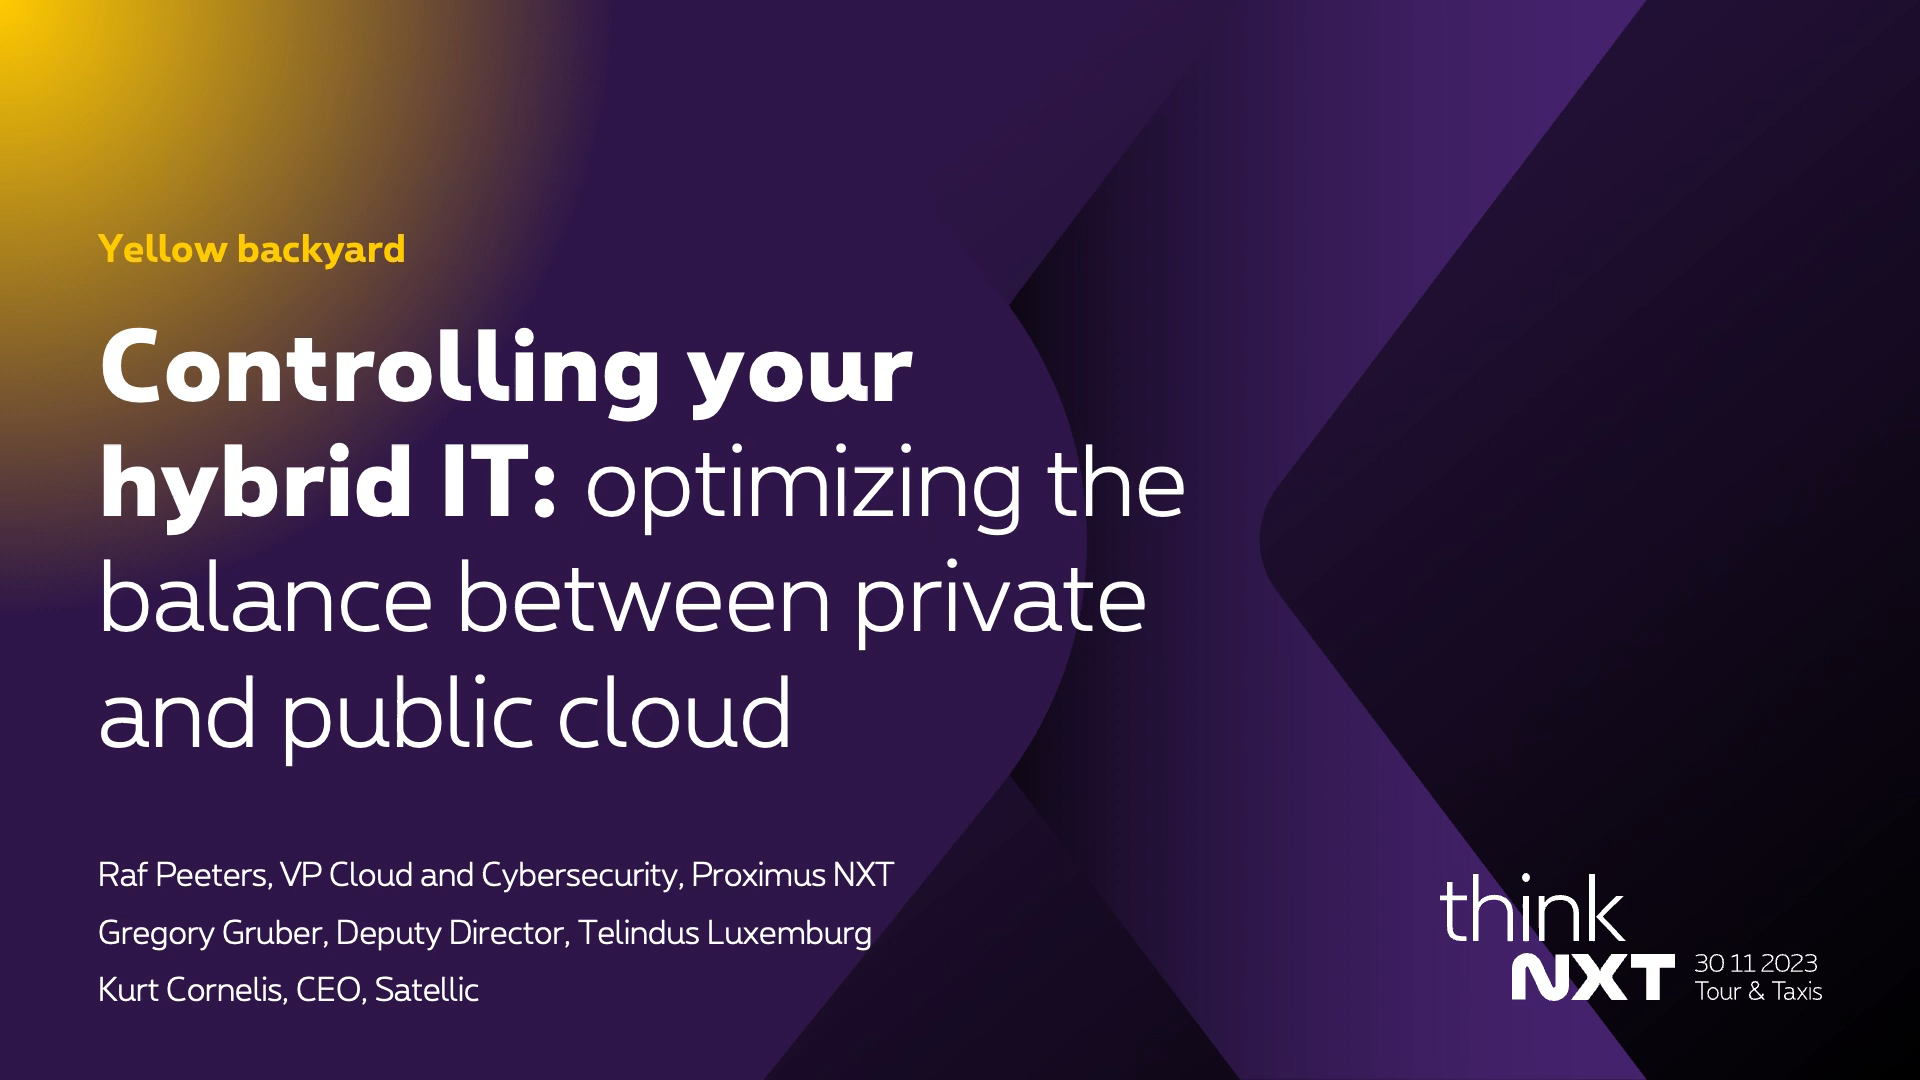 Yellow backyard
Controlling your
hybrid IT: optimizing the
balance between private
and public cloud
Raf Peeters, VP Cloud and Cybersecurity, Proximus NXT
Gregory Gruber, Deputy Director, Telindus Luxemburg
Kurt Cornelis, CEO, Satellic
think
NXT
30 11 2023
Tour & Taxis